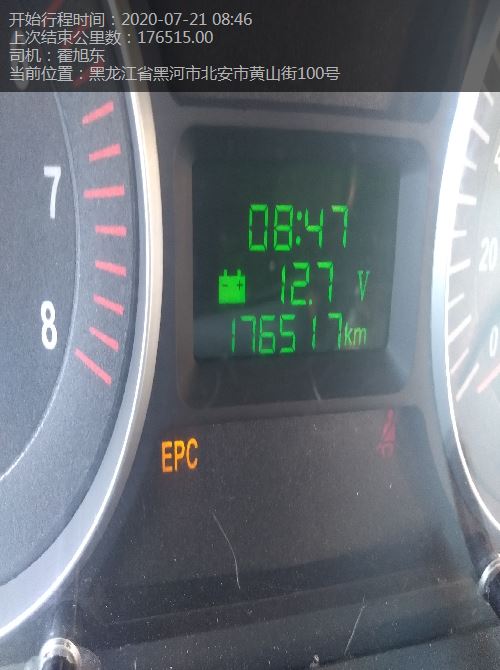 开始行程时间：2020-07-21 08:46
上次结束公里数：176515.00
司机：霍旭东
当前位置：黑龙江省黑河市北安市黄山街100号
08:47
12.7 V
176517km
7
8
20
0
EPC